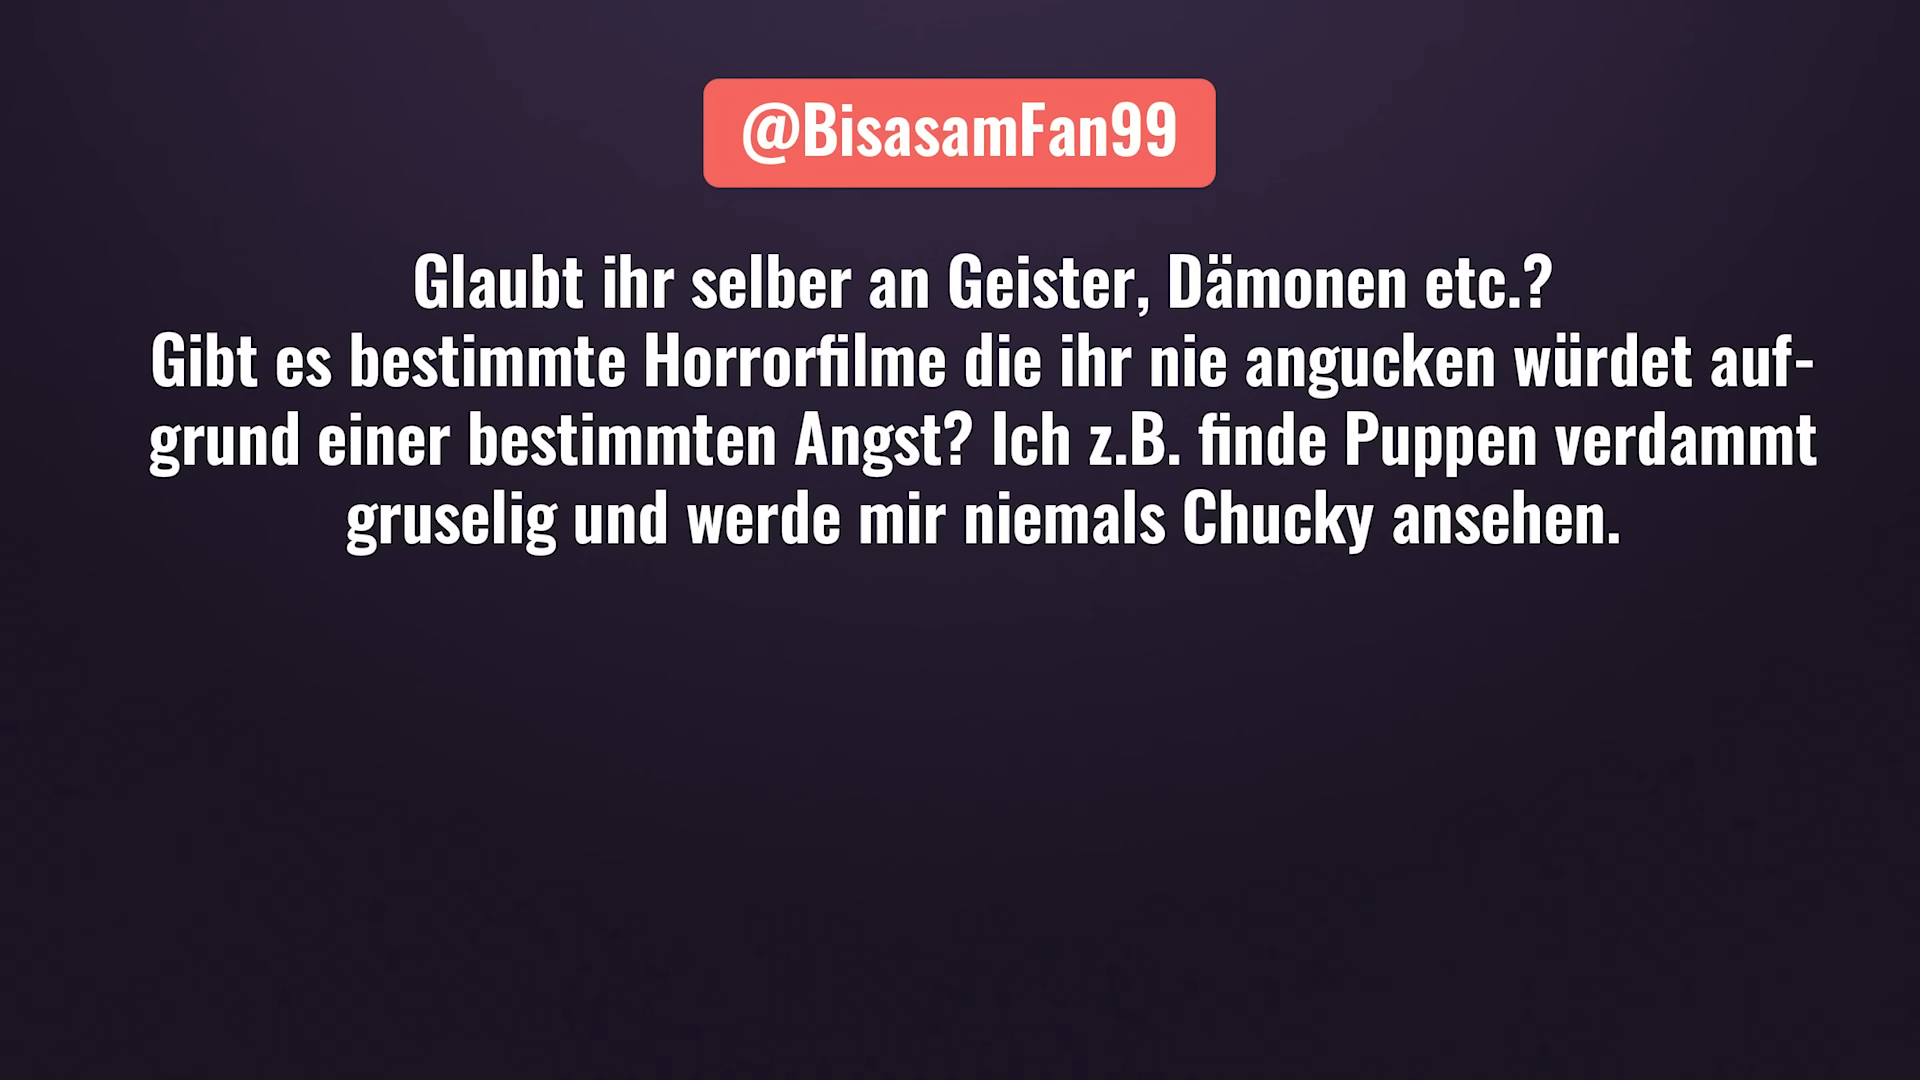 @BisasamFan99
Glaubt ihr selber an Geister, Dämonen etc.?
Gibt es bestimmte Horrorfilme die ihr nie angucken würdet auf-
grund einer bestimmten Angst? Ich z.B. finde Puppen verdammt
gruselig und werde mir niemals Chucky ansehen.